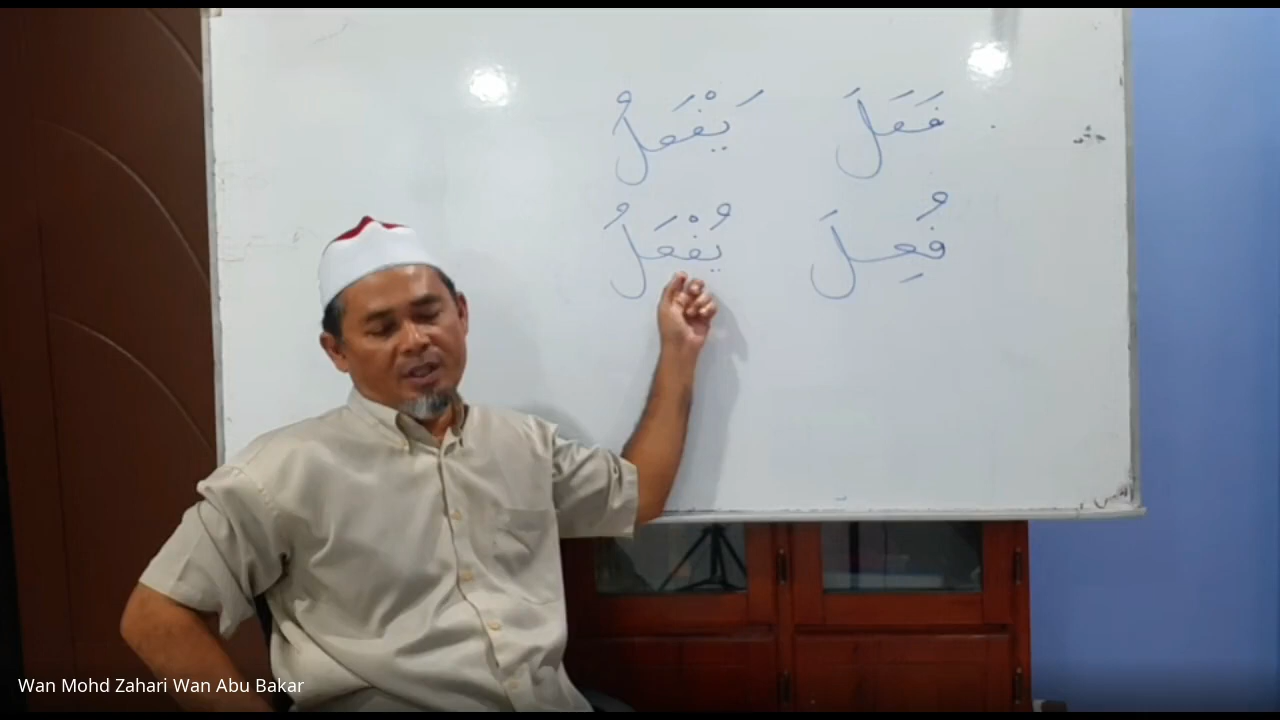 فَعَلَ يَفْعَلُ
فُعِلَ يُفْعَلُ
Wan Mohd Zahari Wan Abu Bakar